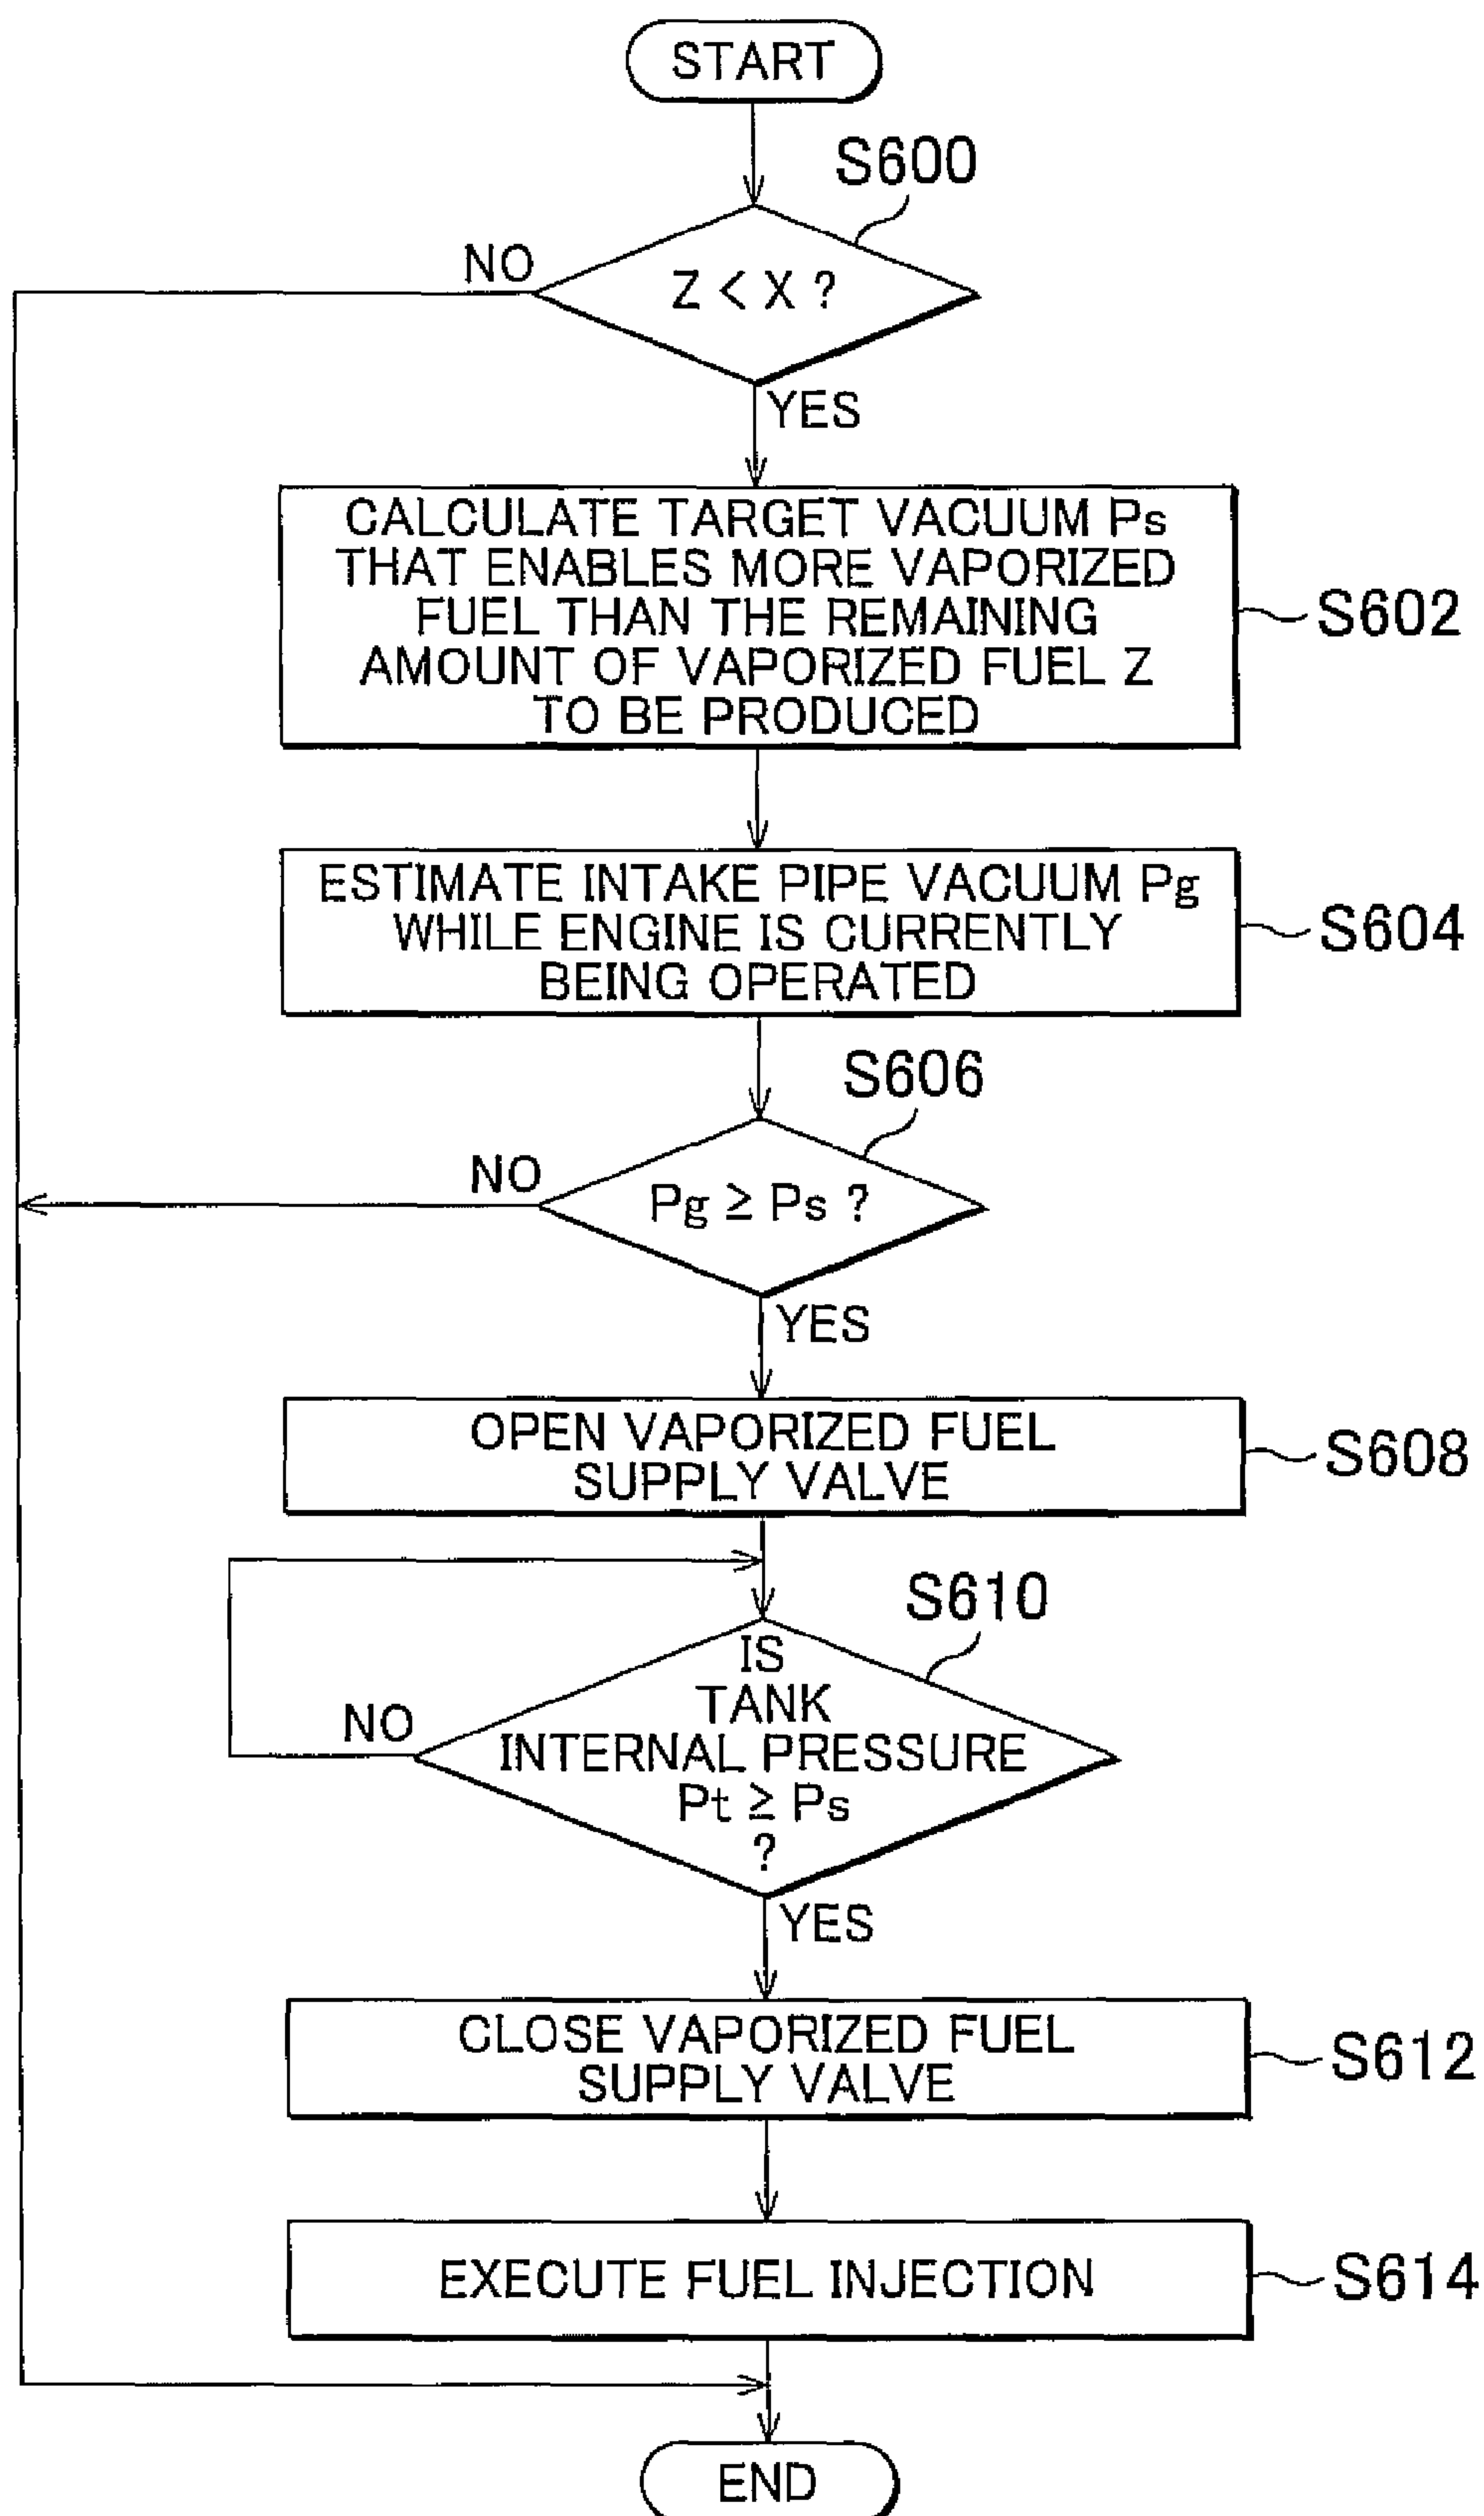 START
S600
NO
Z < X ?
YES
CALCULATE TARGET VACUUM Ps
THAT ENABLES MORE VAPORIZED
FUEL THAN THE REMAINING
AMOUNT OF VAPORIZED FUEL Z
TO BE PRODUCED
S602
ESTIMATE INTAKE PIPE VACUUM Pg
WHILE ENGINE IS CURRENTLY
BEING OPERATED
S604
S606
NO
Pg ≥ Ps ?
YES
OPEN VAPORIZED FUEL
SUPPLY VALVE
S608
S610
IS
TANK
INTERNAL PRESSURE
Pt ≥ Ps
?
NO
YES
CLOSE VAPORIZED FUEL
SUPPLY VALVE
S612
EXECUTE FUEL INJECTION
S614
END